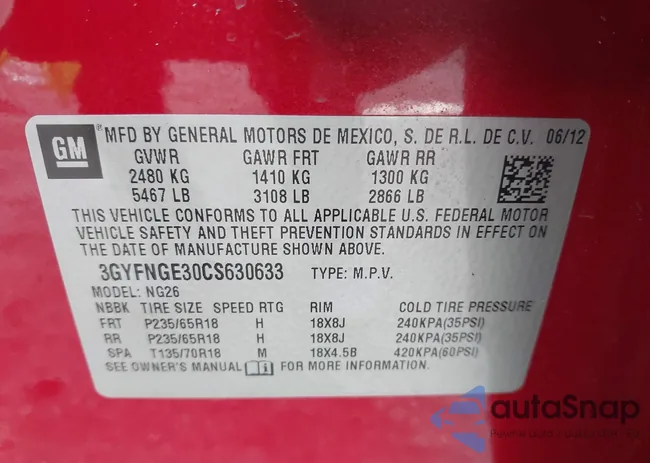 GM ® MFD BY GENERAL MOTORS DE MEXICO, S. DE R.L. DE C.V. 06/12
GVWR GAWR FRT GAWR RR
2480 KG 1410 KG 1300 KG
5467 LB 3108 LB 2866 LB
THIS VEHICLE CONFORMS TO ALL APPLICABLE U.S. FEDERAL MOTOR
VEHICLE SAFETY AND THEFT PREVENTION STANDARDS IN EFFECT ON
THE DATE OF MANUFACTURE SHOWN ABOVE.
3GYFNGE30CS630633 TYPE: M.P.V.
MODEL: NG26
NBBK TIRE SIZE SPEED RTG RIM COLD TIRE PRESSURE
FRT P235/65R18 H 18X8J 240KPA(35PSI)
RR P235/65R18 H 18X8J 240KPA(35PSI)
SPA T135/70R18 M 18X4.5B 420KPA(60PSI)
SEE OWNER'S MANUAL FOR MORE INFORMATION.
autaSnap